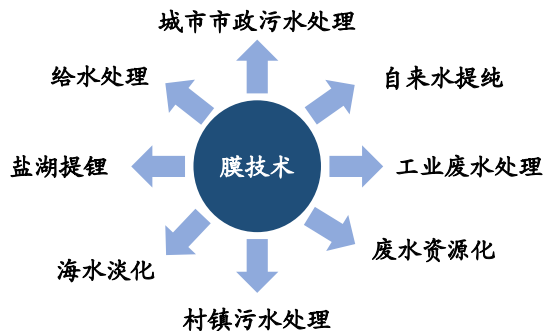 城市市政污水处理
给水处理
自来水提纯
盐湖提锂
膜技术
工业废水处理
海水淡化
废水资源化
村镇污水处理